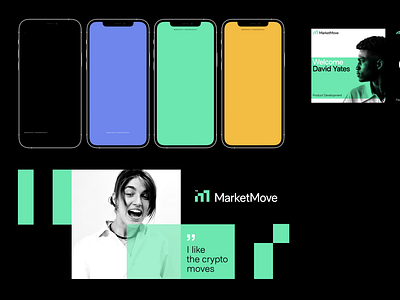 MarketMove
Welcome
David Yates
Product Development
MarketMove
I like
the crypto
moves